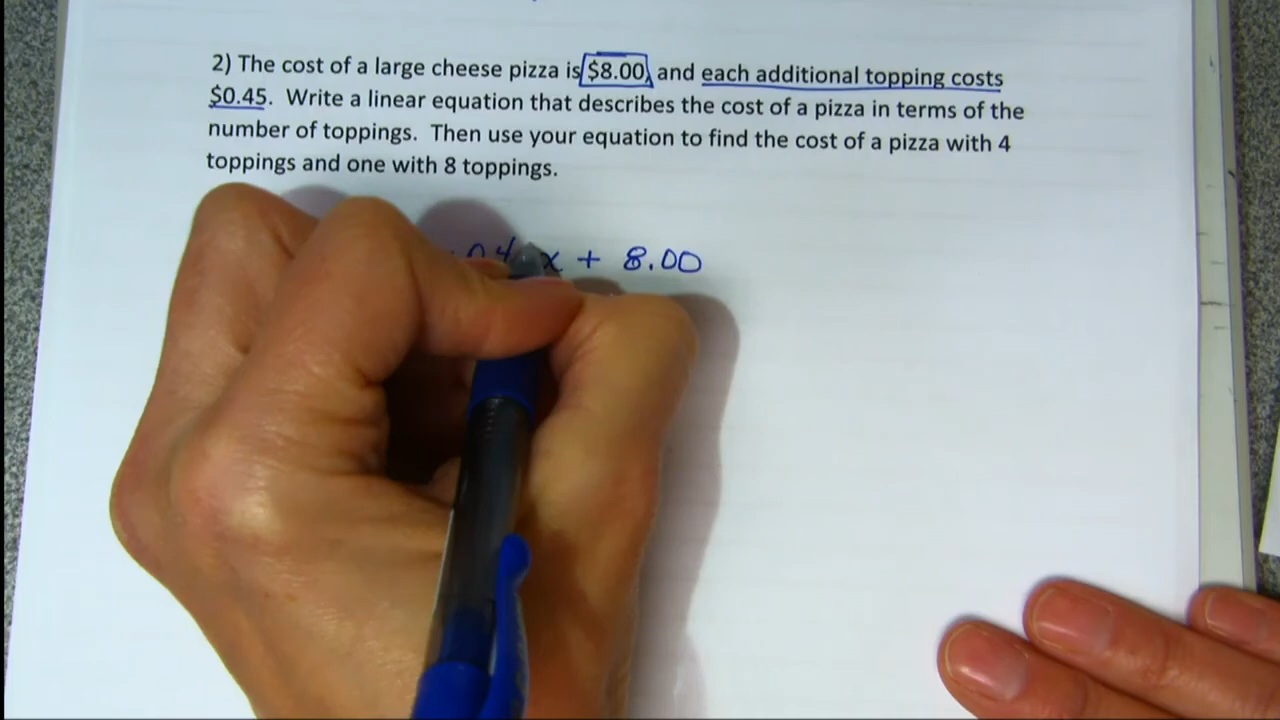 2) The cost of a large cheese pizza is $8.00, and each additional topping costs
$0.45. Write a linear equation that describes the cost of a pizza in terms of the
number of toppings. Then use your equation to find the cost of a pizza with 4
toppings and one with 8 toppings.
.04 x + 8.00